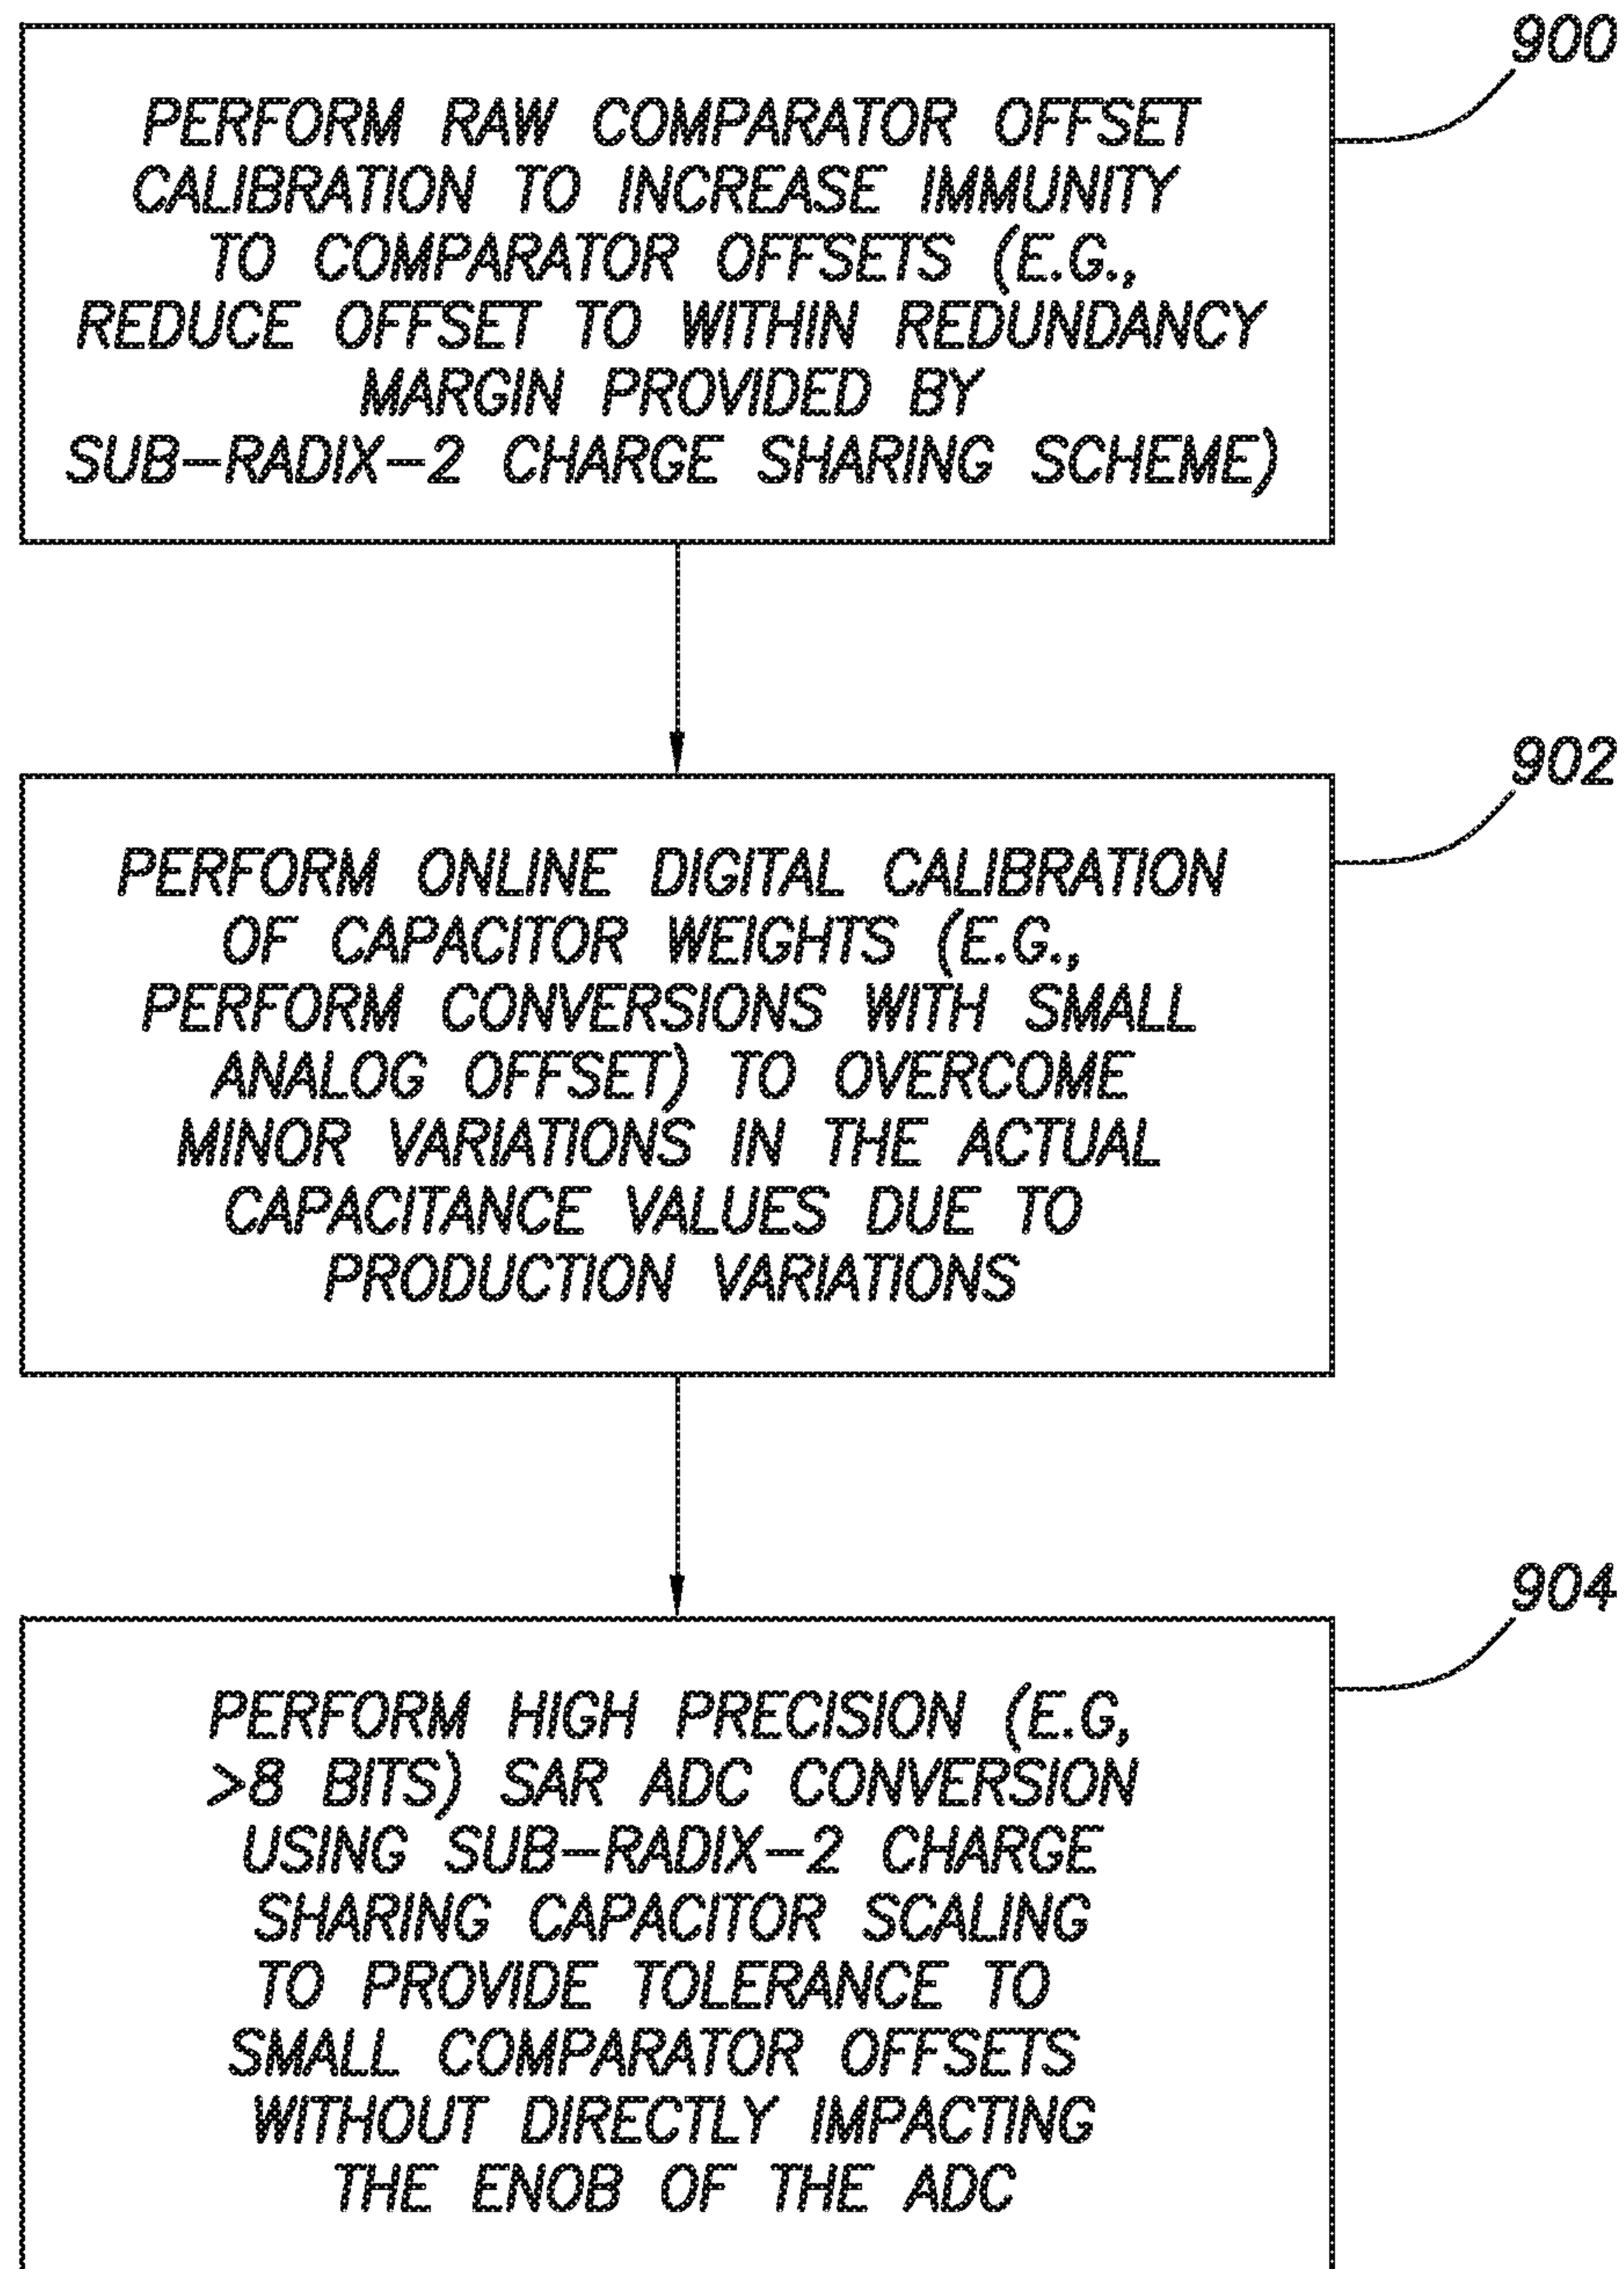 900
PERFORM RAW COMPARATOR OFFSET
CALIBRATION TO INCREASE IMMUNITY
TO COMPARATOR OFFSETS (E.G.,
REDUCE OFFSET TO WITHIN REDUNDANCY
MARGIN PROVIDED BY
SUB-RADIX-2 CHARGE SHARING SCHEME)
902
PERFORM ONLINE DIGITAL CALIBRATION
OF CAPACITOR WEIGHTS (E.G.,
PERFORM CONVERSIONS WITH SMALL
ANALOG OFFSET) TO OVERCOME
MINOR VARIATIONS IN THE ACTUAL
CAPACITANCE VALUES DUE TO
PRODUCTION VARIATIONS
904
PERFORM HIGH PRECISION (E.G,
>8 BITS) SAR ADC CONVERSION
USING SUB-RADIX-2 CHARGE
SHARING CAPACITOR SCALING
TO PROVIDE TOLERANCE TO
SMALL COMPARATOR OFFSETS
WITHOUT DIRECTLY IMPACTING
THE ENOB OF THE ADC